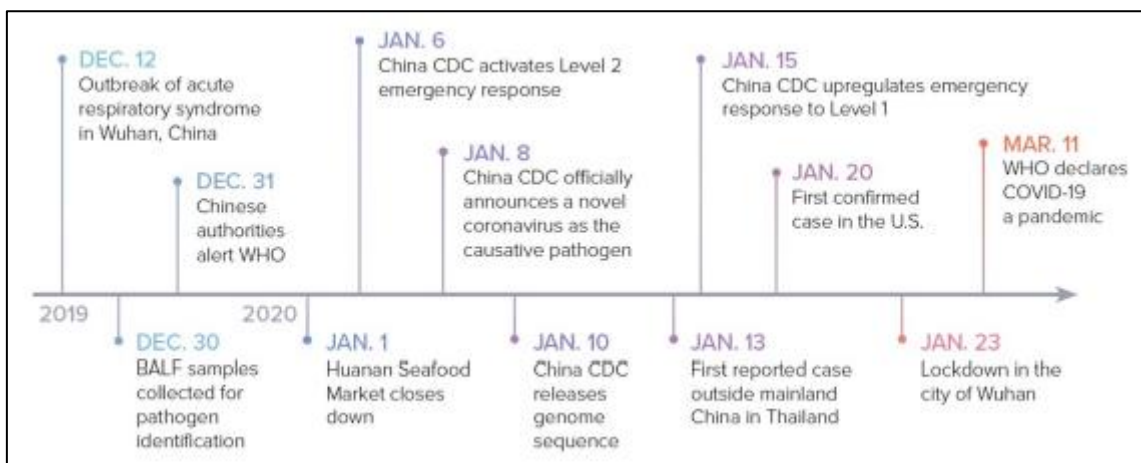 DEC. 12
Outbreak of acute
respiratory syndrome
in Wuhan, China
DEC. 31
Chinese
authorities
alert WHO
JAN. 6
China CDC activates Level 2
emergency response
JAN. 8
China CDC officially
announces a novel
coronavirus as the
causative pathogen
JAN. 15
China CDC upregulates emergency
response to Level 1
JAN. 20
First confirmed
case in the U.S.
MAR. 11
WHO declares
COVID-19
a pandemic
2019
2020
DEC. 30
BALF samples
collected for
pathogen
identification
JAN. 1
Huanan Seafood
Market closes
down
JAN. 10
China CDC
releases
genome
sequence
JAN. 13
First reported case
outside mainland
China in Thailand
JAN. 23
Lockdown in the
city of Wuhan